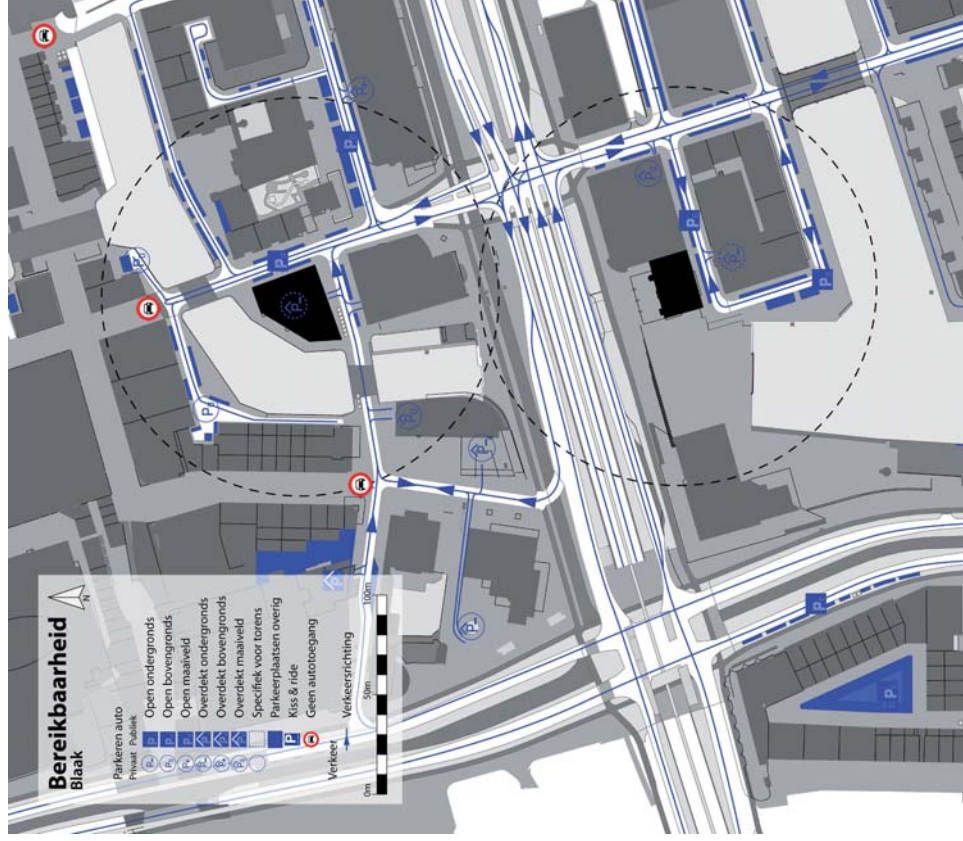 Bereikbaarheid
Blaak
Parkeren auto
Privaat Publiek
Open ondergronds
Open bovengronds
Open maaiveld
Overdekt ondergronds
Overdekt bovengronds
Overdekt maaiveld
Specifiek voor torens
Parkeerplaatsen overig
P Kiss & ride
Geen autotoegang
Verkeer
Verkeersrichting
0m 50m 100m
N
P
P
P
P
P
P